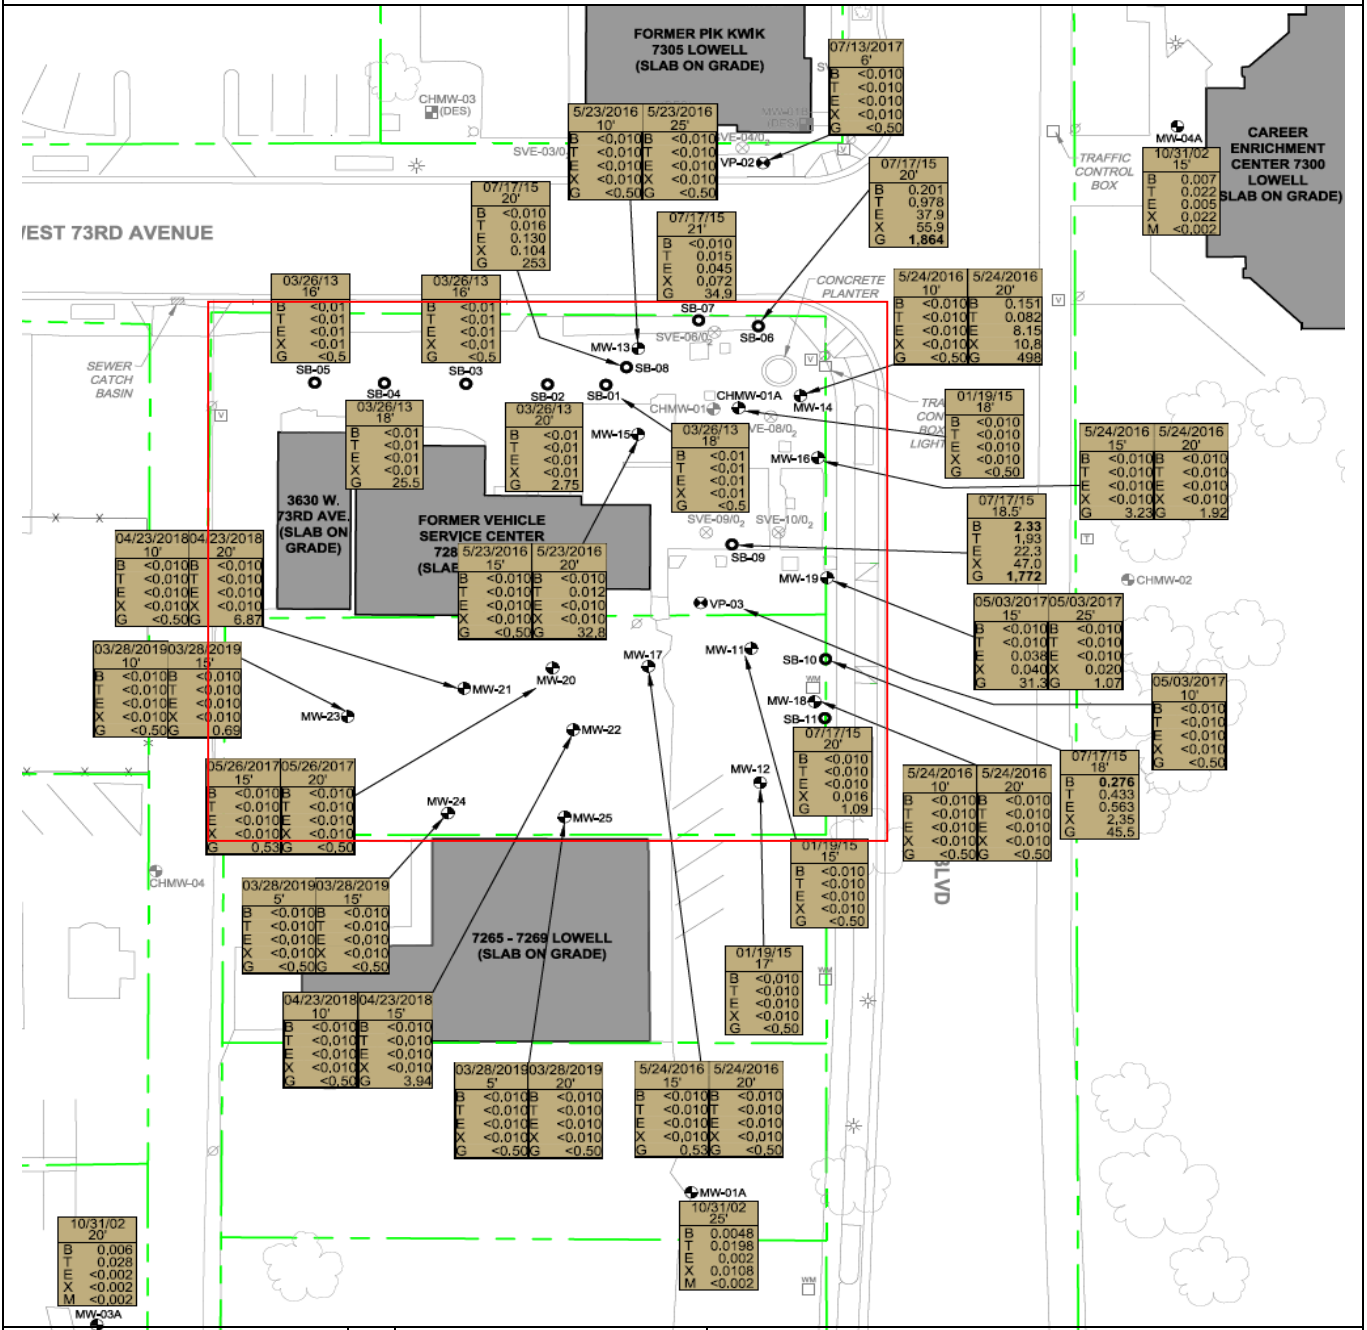 FORMER PIK KWIK
7305 LOWELL
(SLAB ON GRADE)
07/13/2017
6'
B <0.010
T <0.010
E <0.010
X <0.010
G <0.50
CHMW-03
(DES)
5/23/2016 5/23/2016
10' 25'
B <0.010 B <0.010
T <0.010 T <0.010
E <0.010 E <0.010
X <0.010 X <0.010
G <0.50 G <0.50
SVE-03/0
SVE-04/0₂
VP-02
MW-04A
10/31/02
15'
B 0.007
T 0.022
E 0.005
X 0.022
M <0.002
CAREER
ENRICHMENT
CENTER 7300
LOWELL
(SLAB ON GRADE)
TRAFFIC
CONTROL
BOX
07/17/15
20'
B 0.201
T 0.978
E 37.9
X 55.9
G 1,864
07/17/15
20'
B <0.010
T 0.016
E 0.130
X 0.104
G 253
07/17/15
21'
B <0.010
T 0.015
E 0.045
X 0.072
G 34.9
SB-07
SVE-06/0₂
SB-06
VEST 73RD AVENUE
CONCRETE
PLANTER
5/24/2016 5/24/2016
10' 20'
B <0.010 B 0.151
T <0.010 T 0.082
E <0.010 E 8.15
X <0.010 X 10.8
G <0.50 G 498
03/26/13
16'
B <0.01
T <0.01
E <0.01
X <0.01
G <0.5
SB-05
03/26/13
16'
B <0.01
T <0.01
E <0.01
X <0.01
G <0.5
SB-03
MW-13
SB-08
SEWER
CATCH
BASIN
SB-04
SB-02
SB-01
CHMW-01
CHMW-01A
MW-14
03/26/13
18'
B <0.01
T <0.01
E <0.01
X <0.01
G 25.5
03/26/13
20'
B <0.01
T <0.01
E <0.01
X <0.01
G 2.75
MW-15
03/26/13
18'
B <0.01
T <0.01
E <0.01
X <0.01
G <0.5
VE-08/0₂
TRA
CON
BOX
LIGHT
01/19/15
18'
B <0.010
T <0.010
E <0.010
X <0.010
G <0.50
MW-16
5/24/2016 5/24/2016
15' 20'
B <0.010 B <0.010
T <0.010 T <0.010
E <0.010 E <0.010
X <0.010 X <0.010
G 3.23 G 1.92
3630 W.
73RD AVE.
(SLAB ON
GRADE)
FORMER VEHICLE
SERVICE CENTER
728
(SLAB
SVE-09/0₂
SVE-10/0₂
SB-09
07/17/15
18.5'
B 2.33
T 1.93
E 22.3
X 47.0
G 1,772
04/23/2018 04/23/2018
10' 20'
B <0.010 B <0.010
T <0.010 T <0.010
E <0.010 E <0.010
X <0.010 X <0.010
G <0.50 G 6.87
5/23/2016 5/23/2016
15' 20'
B <0.010 B <0.010
T <0.010 T 0.012
E <0.010 E <0.010
X <0.010 X <0.010
G <0.50 G 32.8
MW-19
CHMW-02
VP-03
05/03/2017 05/03/2017
15' 25'
B <0.010 B <0.010
T <0.010 T <0.010
E 0.038 E <0.010
X 0.040 X 0.020
G 31.3 G 1.07
03/28/2019 03/28/2019
10' 15'
B <0.010 B <0.010
T <0.010 T <0.010
E <0.010 E <0.010
X <0.010 X <0.010
G <0.50 G 0.69
MW-17
MW-11
SB-10
MW-20
MW-21
MW-23
WM
MW-18
SB-11
05/03/2017
10'
B <0.010
T <0.010
E <0.010
X <0.010
G <0.50
MW-22
07/17/15
20'
B <0.010
T <0.010
E <0.010
X 0.016
G 1.09
07/17/15
18'
B 0.276
T 0.433
E 0.563
X 2.35
G 45.5
05/26/2017 05/26/2017
15' 20'
B <0.010 B <0.010
T <0.010 T <0.010
E <0.010 E <0.010
X <0.010 X <0.010
G 0.53 G <0.50
MW-12
5/24/2016 5/24/2016
10' 20'
B <0.010 B <0.010
T <0.010 T <0.010
E <0.010 E <0.010
X <0.010 X <0.010
G <0.50 G <0.50
MW-24
MW-25
01/19/15
15'
B <0.010
T <0.010
E <0.010
X <0.010
G <0.50
BLVD
CHMW-04
03/28/2019 03/28/2019
5' 15'
B <0.010 B <0.010
T <0.010 T <0.010
E <0.010 E <0.010
X <0.010 X <0.010
G <0.50 G <0.50
7265 - 7269 LOWELL
(SLAB ON GRADE)
01/19/15
17'
B <0.010
T <0.010
E <0.010
X <0.010
G <0.50
WM
04/23/2018 04/23/2018
10' 15'
B <0.010 B <0.010
T <0.010 T <0.010
E <0.010 E <0.010
X <0.010 X <0.010
G <0.50 G 3.94
03/28/2019 03/28/2019
5' 20'
B <0.010 B <0.010
T <0.010 T <0.010
E <0.010 E <0.010
X <0.010 X <0.010
G <0.50 G <0.50
5/24/2016 5/24/2016
15' 20'
B <0.010 B <0.010
T <0.010 T <0.010
E <0.010 E <0.010
X <0.010 X <0.010
G 0.53 G <0.50
MW-01A
10/31/02
25'
B 0.0048
T 0.0198
E 0.002
X 0.0108
M <0.002
10/31/02
20'
B 0.006
T 0.028
E <0.002
X <0.002
M <0.002
MW-03A
WM